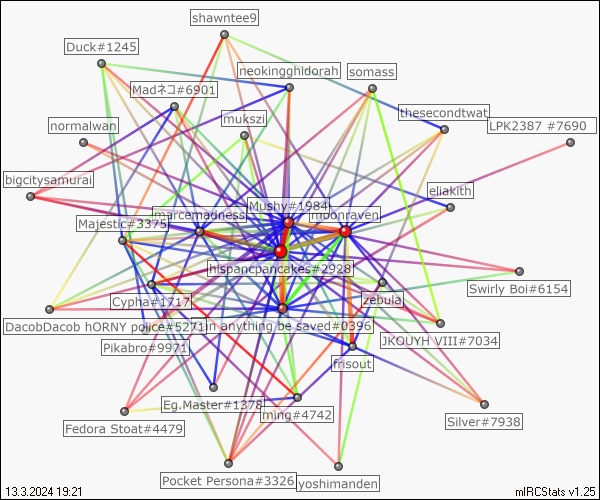 shawntee9
Duck#1245
neokingghidorah
somass
Madネコ#6901
thesecondtwat
mukszi
LPK2387 #7690
normalwan
bigcitysamurai
eliakith
Mushy#1984
marcemadness
moonraven
Majestic#3375
hispancpancakes#2928
Swirly Boi#6154
Cypha#1717
zebula
DacobDacob hORNY police#5271
in anything be saved#0396
JKOUYH VIII#7034
Pikabro#9971
frisout
Eg.Master#1378
ming#4742
Silver#7938
Fedora Stoat#4479
Pocket Persona#3326
yoshimanden
13.3.2024 19:21
mIRCStats v1.25